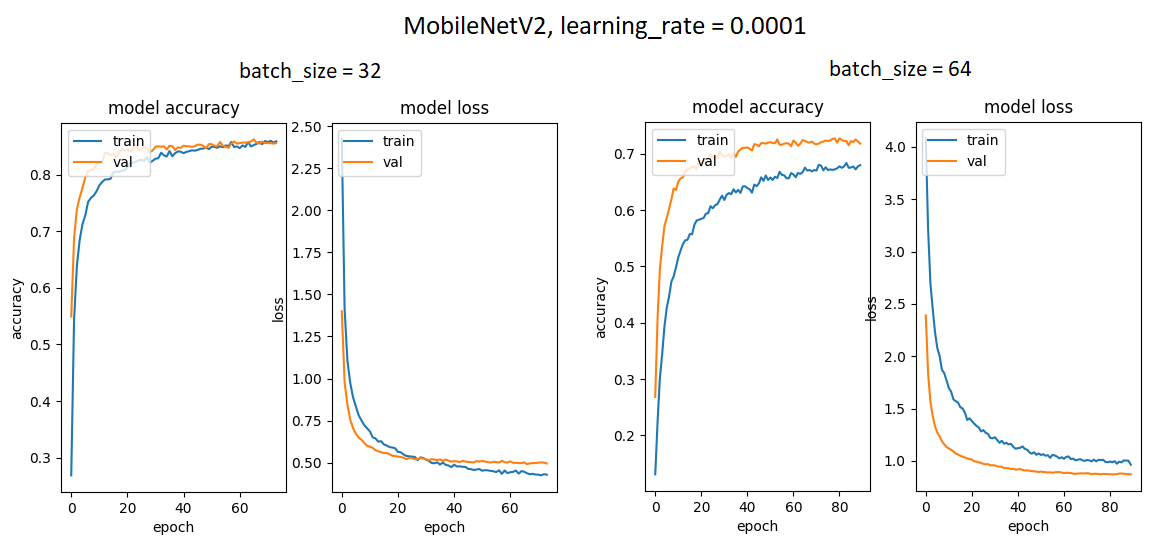 MobileNetV2, learning_rate = 0.0001
batch_size = 32
batch_size = 64
model accuracy
train
val
0.8
0.7
0.6
0.5
0.4
0.3
accuracy
0
20
40
60
epoch
model loss
train
val
2.50
2.25
2.00
1.75
1.50
1.25
1.00
0.75
0.50
loss
0
20
40
60
epoch
model accuracy
train
val
0.7
0.6
0.5
0.4
0.3
0.2
accuracy
0
20
40
60
80
epoch
model loss
train
val
4.0
3.5
3.0
2.5
2.0
1.5
1.0
loss
0
20
40
60
80
epoch